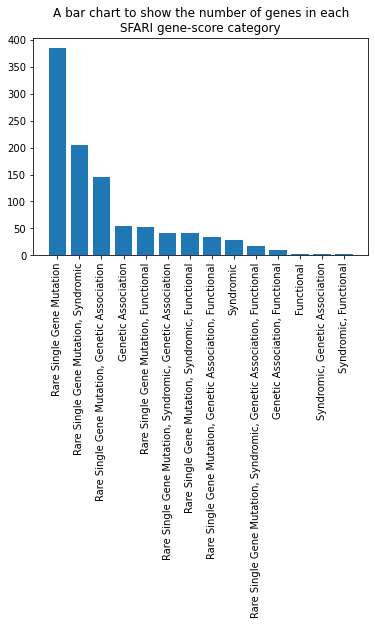 A bar chart to show the number of genes in each
SFARI gene-score category
400
350
300
250
200
150
100
50
0
Rare Single Gene Mutation
Rare Single Gene Mutation, Syndromic
Rare Single Gene Mutation, Genetic Association
Genetic Association
Rare Single Gene Mutation, Functional
Rare Single Gene Mutation, Syndromic, Genetic Association
Rare Single Gene Mutation, Syndromic, Functional
Rare Single Gene Mutation, Genetic Association, Functional
Syndromic
Rare Single Gene Mutation, Syndromic, Genetic Association, Functional
Genetic Association, Functional
Functional
Syndromic, Genetic Association
Syndromic, Functional